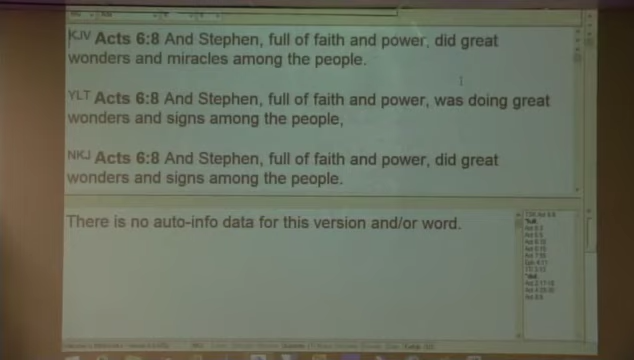 KJV Acts 6:8 And Stephen, full of faith and power, did great
wonders and miracles among the people.
YLT Acts 6:8 And Stephen, full of faith and power, was doing great
wonders and signs among the people,
NKJ Acts 6:8 And Stephen, full of faith and power, did great
wonders and signs among the people.
There is no auto-info data for this version and/or word.